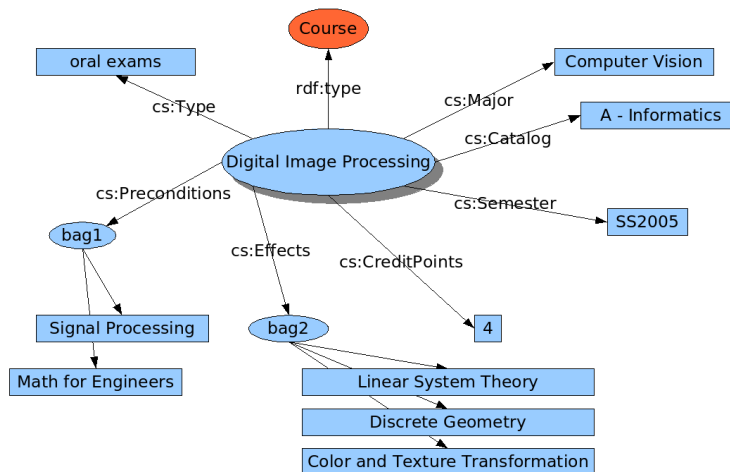 Course
oral exams
Computer Vision
rdf:type
cs:Major
cs:Type
A - Informatics
cs:Catalog
Digital Image Processing
cs:Preconditions
cs:Semester
SS2005
bag1
cs:Effects
cs:CreditPoints
Signal Processing
bag2
4
Math for Engineers
Linear System Theory
Discrete Geometry
Color and Texture Transformation